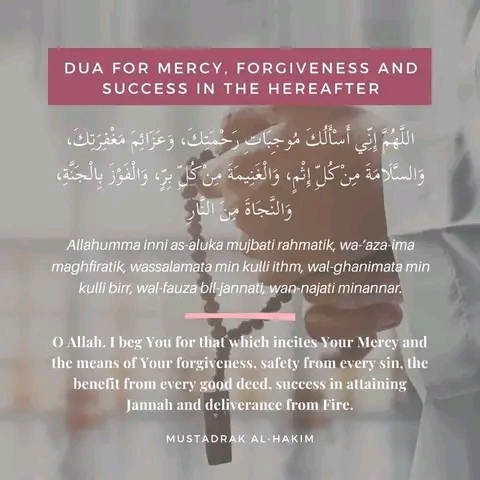 DUA FOR MERCY, FORGIVENESS AND
SUCCESS IN THE HEREAFTER
اللَّهُمَّ إِنِّي أَسْأَلُكَ مُوجِبَاتِ رَحْمَتِكَ، وَعَزَائِمَ مَغْفِرَتِكَ،
وَالسَّلَامَةَ مِنْ كُلِّ إِثْمٍ، وَالْغَنِيمَةَ مِنْ كُلِّ بِرٍّ، وَالْفَوْزَ بِالْجَنَّةِ،
وَالنَّجَاةَ مِنَ النَّارِ
Allahumma inni as-aluka mujbati rahmatik, wa-'aza-ima
maghfiratik, wassalamata min kulli ithm, wal-ghanimata min
kulli birr, wal-fauza bil-jannati, wan-najati minannar.
O Allah, I beg You for that which incites Your Mercy and
the means of Your forgiveness, safety from every sin, the
benefit from every good deed, success in attaining
Jannah and deliverance from Fire.
MUSTADRAK AL-HAKIM